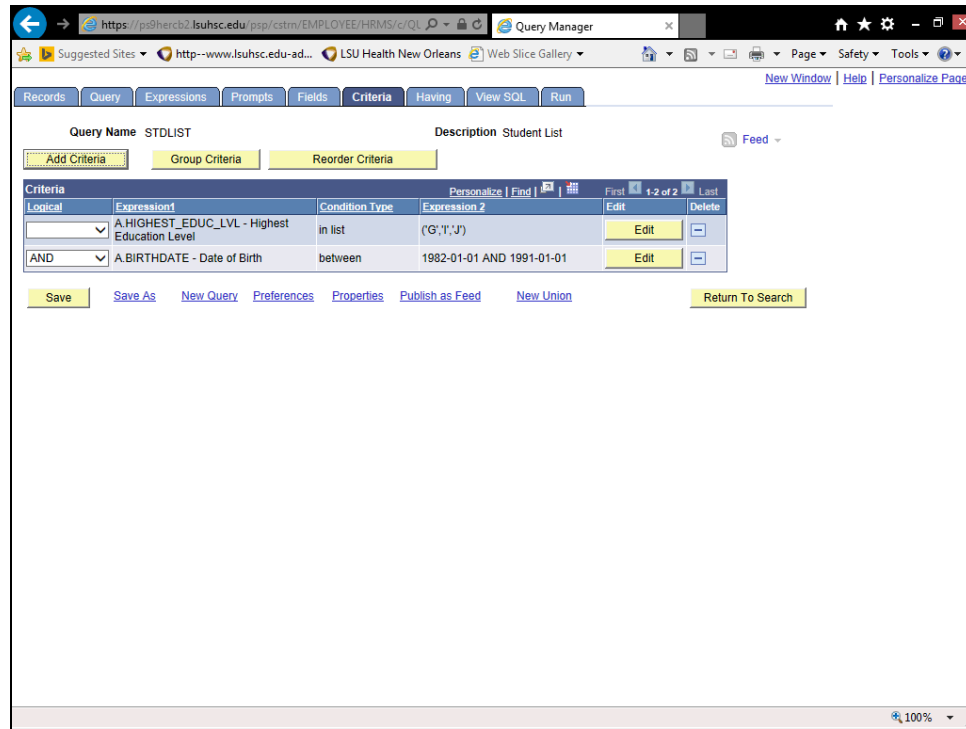 https://ps9hercb2.lsuhsc.edu/psp/cstrn/EMPLOYEE/HRMS/c/QU Query Manager
Suggested Sites http--www.lsuhsc.edu-ad... LSU Health New Orleans Web Slice Gallery Page Safety Tools
New Window | Help | Personalize Page
Records Query Expressions Prompts Fields Criteria Having View SQL Run
Query Name STDLIST Description Student List
Feed
Add Criteria Group Criteria Reorder Criteria
Criteria Personalize | Find | First 1-2 of 2 Last
Logical Expression1 Condition Type Expression 2 Edit Delete
A.HIGHEST_EDUC_LVL - Highest
Education Level in list ('G','I','J') Edit
AND A.BIRTHDATE - Date of Birth between 1982-01-01 AND 1991-01-01 Edit
Save Save As New Query Preferences Properties Publish as Feed New Union Return To Search
100%